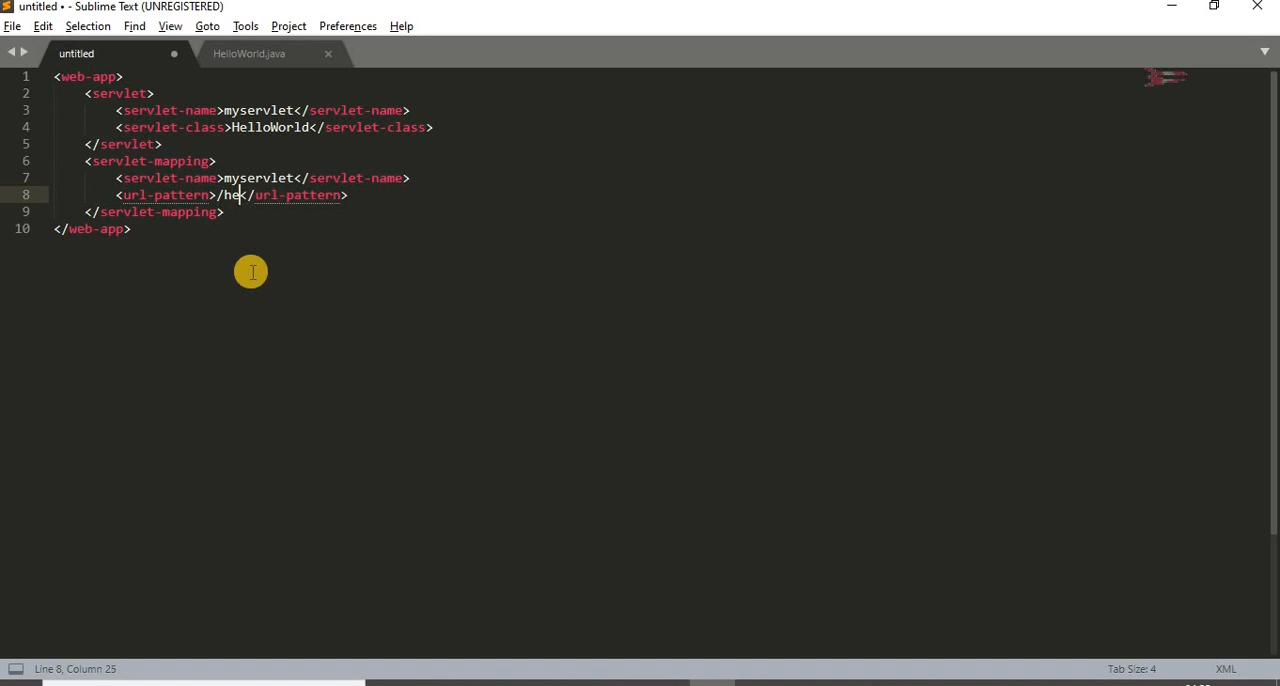 untitled • - Sublime Text (UNREGISTERED)
File Edit Selection Find View Goto Tools Project Preferences Help
untitled HelloWorld.java
1 <web-app>
2 <servlet>
3 <servlet-name>myservlet</servlet-name>
4 <servlet-class>HelloWorld</servlet-class>
5 </servlet>
6 <servlet-mapping>
7 <servlet-name>myservlet</servlet-name>
8 <url-pattern>/he</url-pattern>
9 </servlet-mapping>
10 </web-app>
Line 8, Column 25 Tab Size: 4 XML